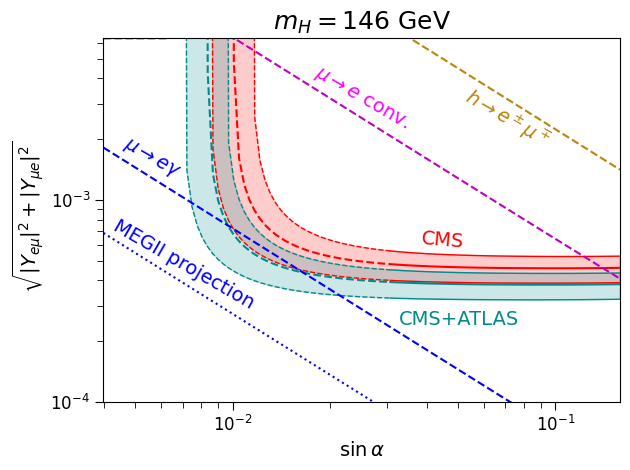 m_H = 146 GeV
μ→e conv.
h→e^±μ^∓
μ→eγ
MEGII projection
CMS
CMS+ATLAS
√|Y_eμ|²+|Y_μe|²
10⁻³
10⁻⁴
10⁻²
10⁻¹
sin α